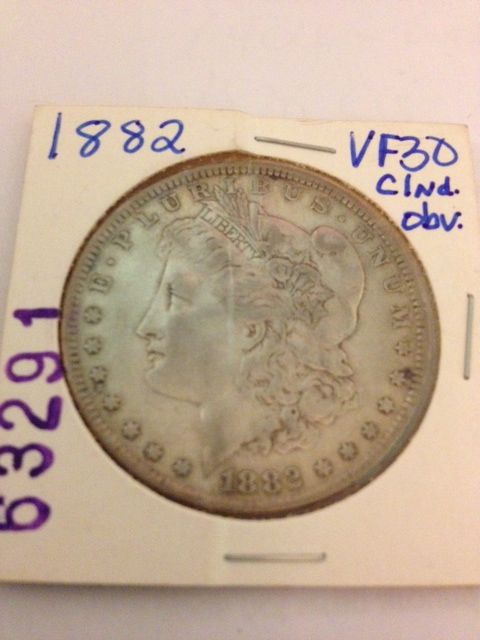 1882
VF30
Clnd.
obv.
63291
E · PLURIBUS · UNUM
LIBERTY
1882